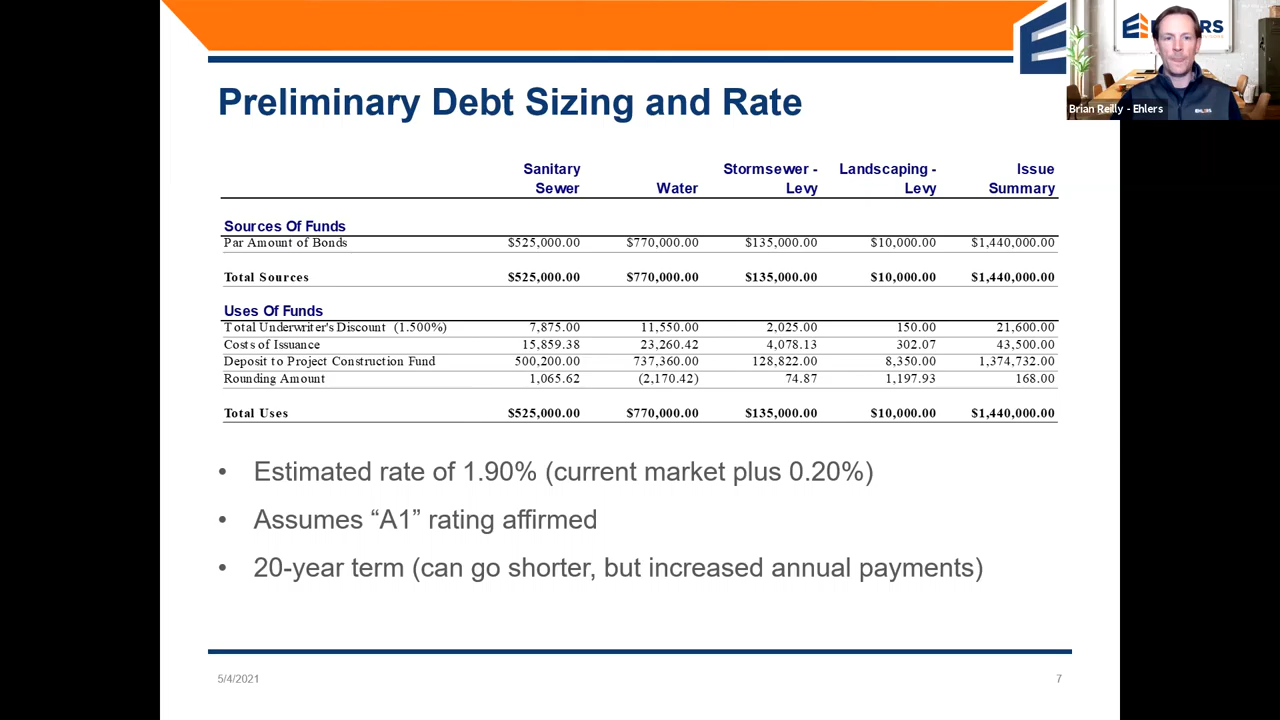 Preliminary Debt Sizing and Rate
Brian Reilly - Ehlers
EHLERS
Sanitary Sewer Water Stormsewer - Levy Landscaping - Levy Issue Summary
Sources Of Funds
Par Amount of Bonds $525,000.00 $770,000.00 $135,000.00 $10,000.00 $1,440,000.00
Total Sources $525,000.00 $770,000.00 $135,000.00 $10,000.00 $1,440,000.00
Uses Of Funds
Total Underwriter's Discount (1.500%) 7,875.00 11,550.00 2,025.00 150.00 21,600.00
Costs of Issuance 15,859.38 23,260.42 4,078.13 302.07 43,500.00
Deposit to Project Construction Fund 500,200.00 737,360.00 128,822.00 8,350.00 1,374,732.00
Rounding Amount 1,065.62 (2,170.42) 74.87 1,197.93 168.00
Total Uses $525,000.00 $770,000.00 $135,000.00 $10,000.00 $1,440,000.00
• Estimated rate of 1.90% (current market plus 0.20%)
• Assumes “A1” rating affirmed
• 20-year term (can go shorter, but increased annual payments)
5/4/2021 7